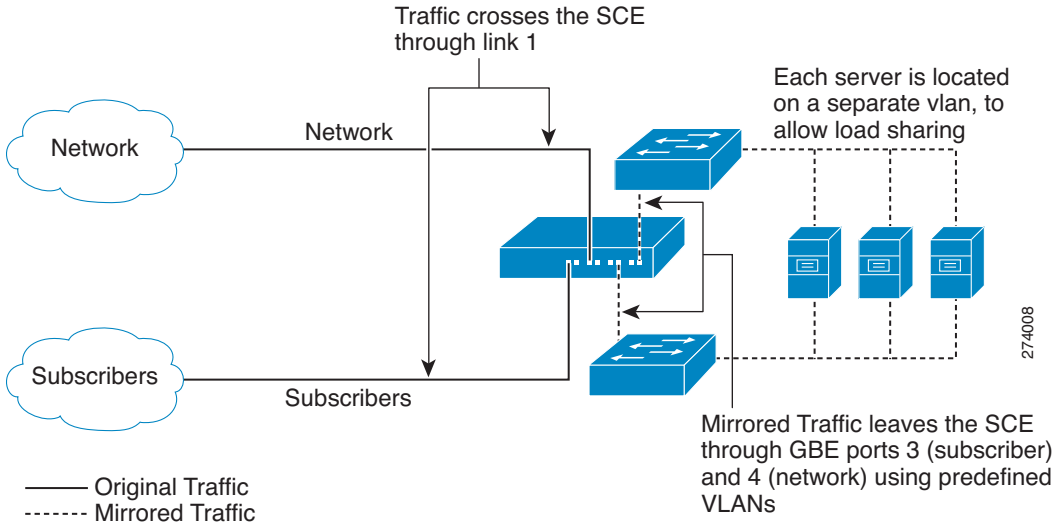 Traffic crosses the SCE
through link 1
Each server is located
on a separate vlan, to
allow load sharing
Network
Network
Subscribers
Subscribers
274008
Mirrored Traffic leaves the SCE
through GBE ports 3 (subscriber)
and 4 (network) using predefined
VLANs
Original Traffic
Mirrored Traffic